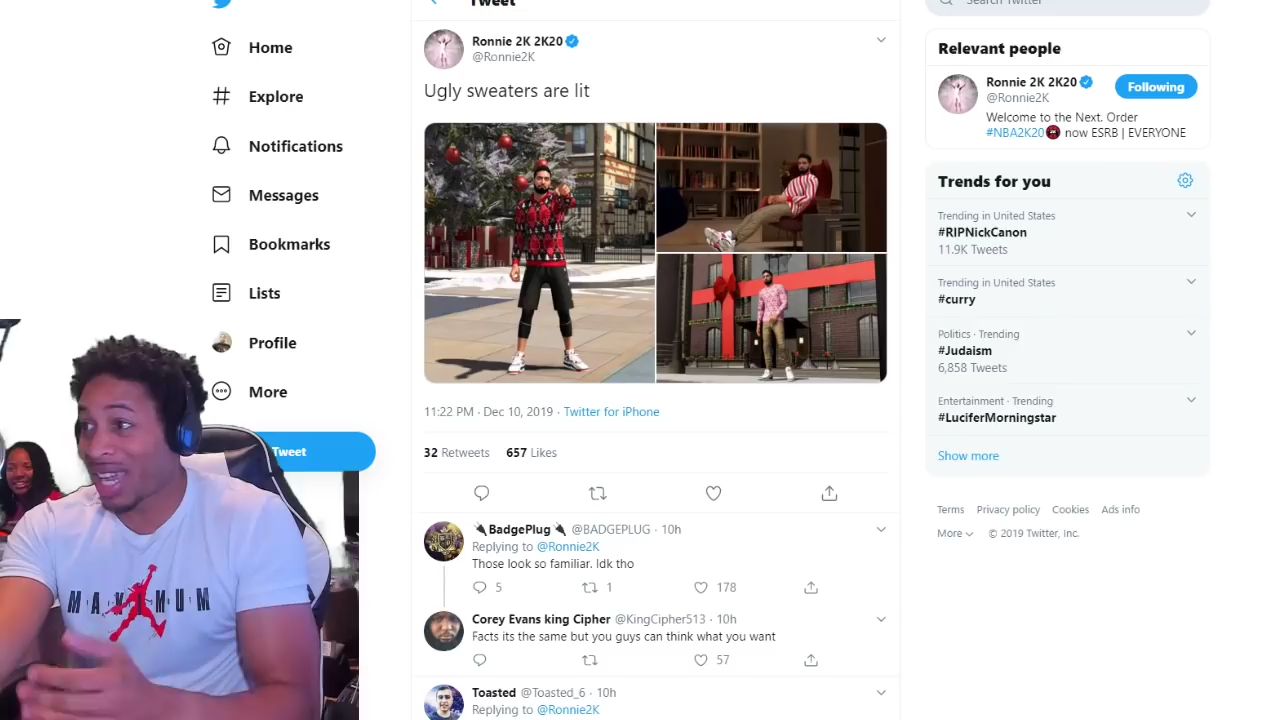 Tweet
Search Twitter
Home
Explore
Notifications
Messages
Bookmarks
Lists
Profile
More
Tweet
MAXIMUM
Ronnie 2K 2K20
@Ronnie2K
Ugly sweaters are lit
11:22 PM · Dec 10, 2019 · Twitter for iPhone
32 Retweets 657 Likes
BadgePlug @BADGEPLUG · 10h
Replying to @Ronnie2K
Those look so familiar. Idk tho
5 1 178
Corey Evans king Cipher @KingCipher513 · 10h
Facts its the same but you guys can think what you want
57
Toasted @Toasted_6 · 10h
Replying to @Ronnie2K
Relevant people
Ronnie 2K 2K20
@Ronnie2K
Following
Welcome to the Next. Order
#NBA2K20 now ESRB | EVERYONE
Trends for you
Trending in United States
#RIPNickCanon
11.9K Tweets
Trending in United States
#curry
Politics · Trending
#Judaism
6,858 Tweets
Entertainment · Trending
#LuciferMorningstar
Show more
Terms Privacy policy Cookies Ads info
More © 2019 Twitter, Inc.